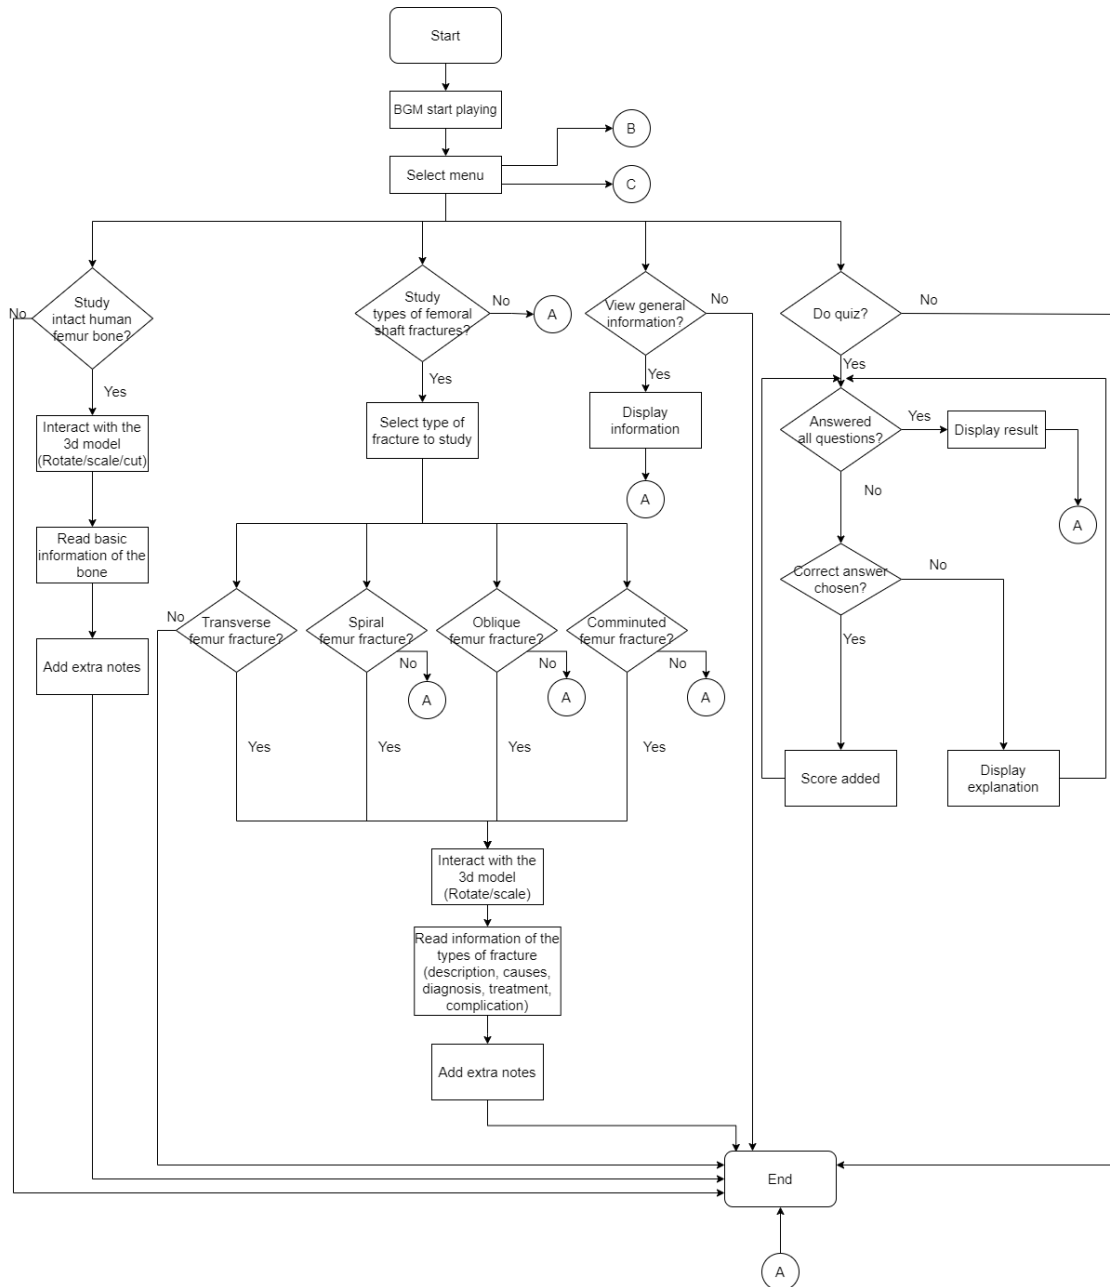 Start
BGM start playing
B
Select menu
C
No
Study
intact human
femur bone?
Study
types of femoral
shaft fractures?
No
A
View general
information?
No
Do quiz?
No
Yes
Yes
Yes
Yes
Interact with the
3d model
(Rotate/scale/cut)
Select type of
fracture to study
Display
information
Answered
all questions?
Yes
Display result
A
No
A
Read basic
information of the
bone
Correct answer
chosen?
No
No
Transverse
femur fracture?
Spiral
femur fracture?
Oblique
femur fracture?
Comminuted
femur fracture?
Yes
Add extra notes
No
A
No
A
No
A
Yes
Yes
Yes
Yes
Score added
Display
explanation
Interact with the
3d model
(Rotate/scale)
Read information of the
types of fracture
(description, causes,
diagnosis, treatment,
complication)
Add extra notes
End
A